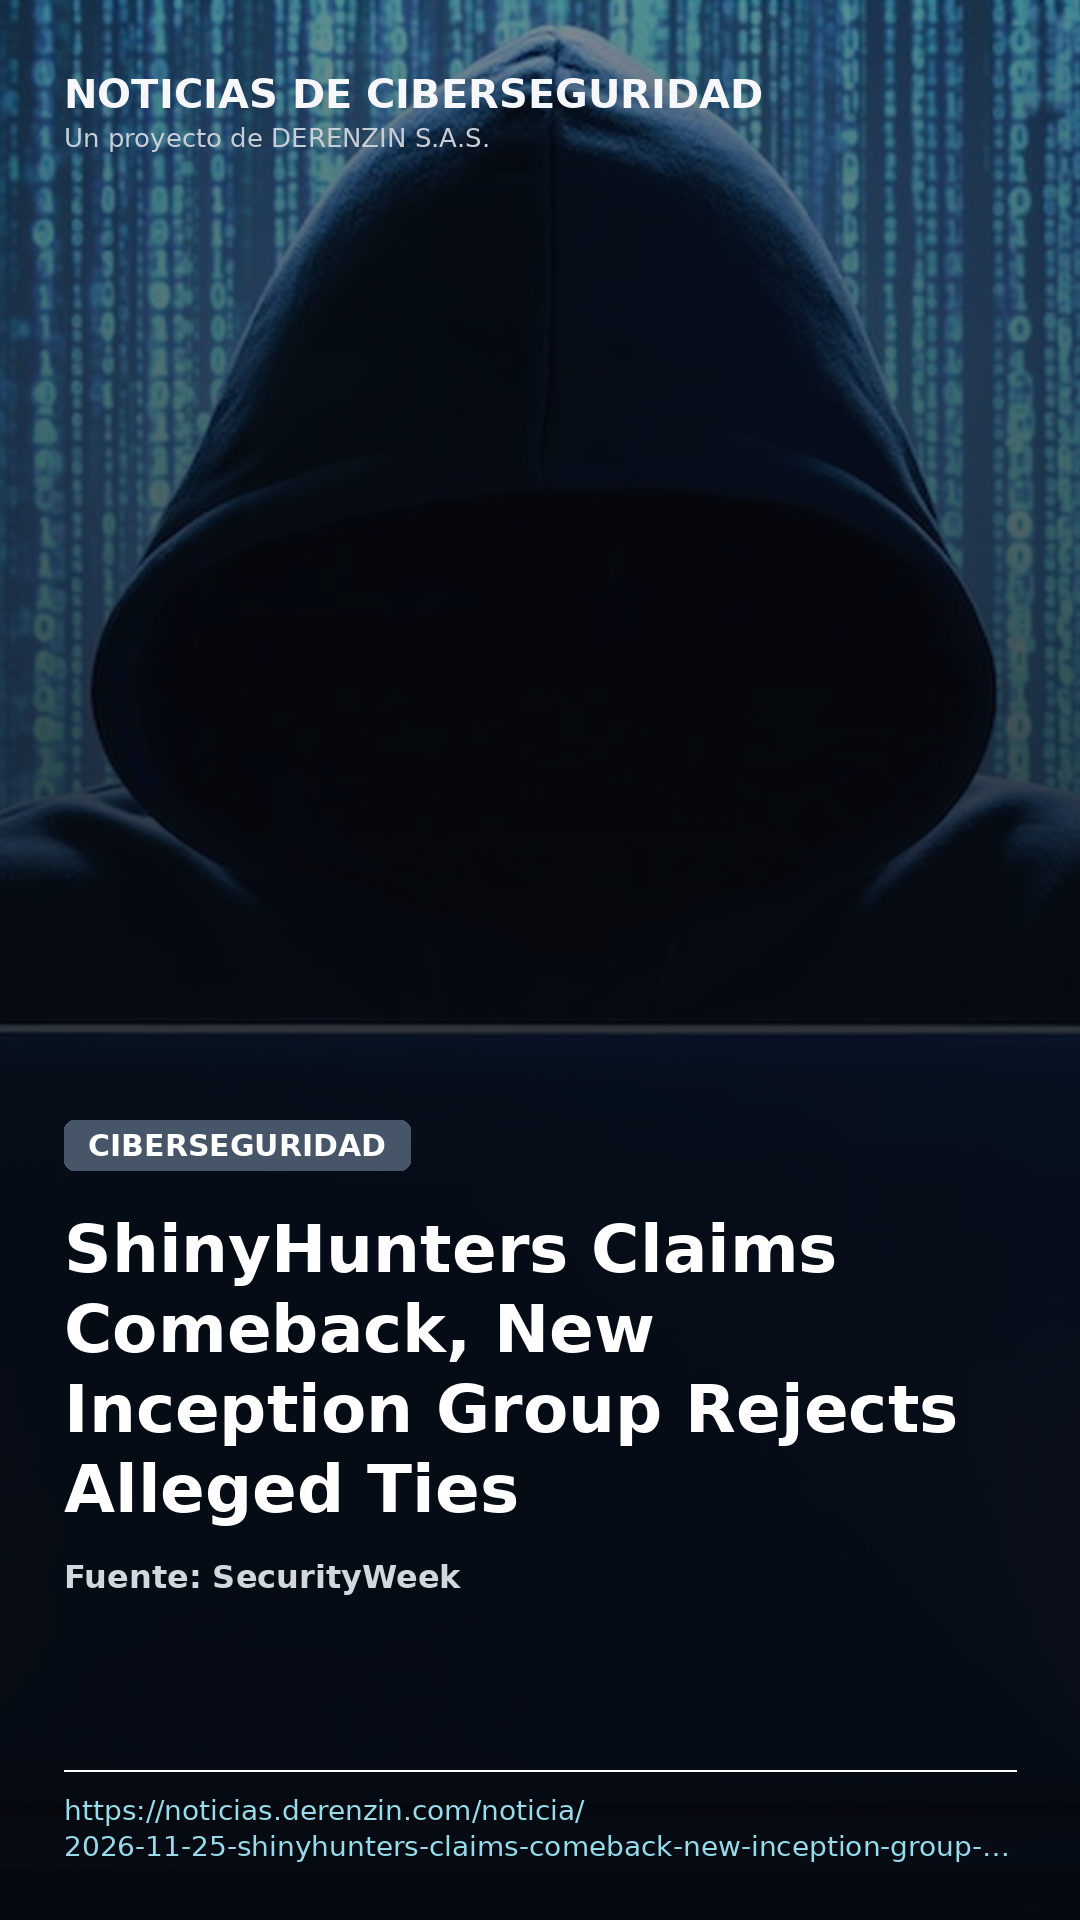 NOTICIAS DE CIBERSEGURIDAD
Un proyecto de DERENZIN S.A.S.
CIBERSEGURIDAD
ShinyHunters Claims
Comeback, New
Inception Group Rejects
Alleged Ties
Fuente: SecurityWeek
https://noticias.derenzin.com/noticia/
2026-11-25-shinyhunters-claims-comeback-new-inception-group-…